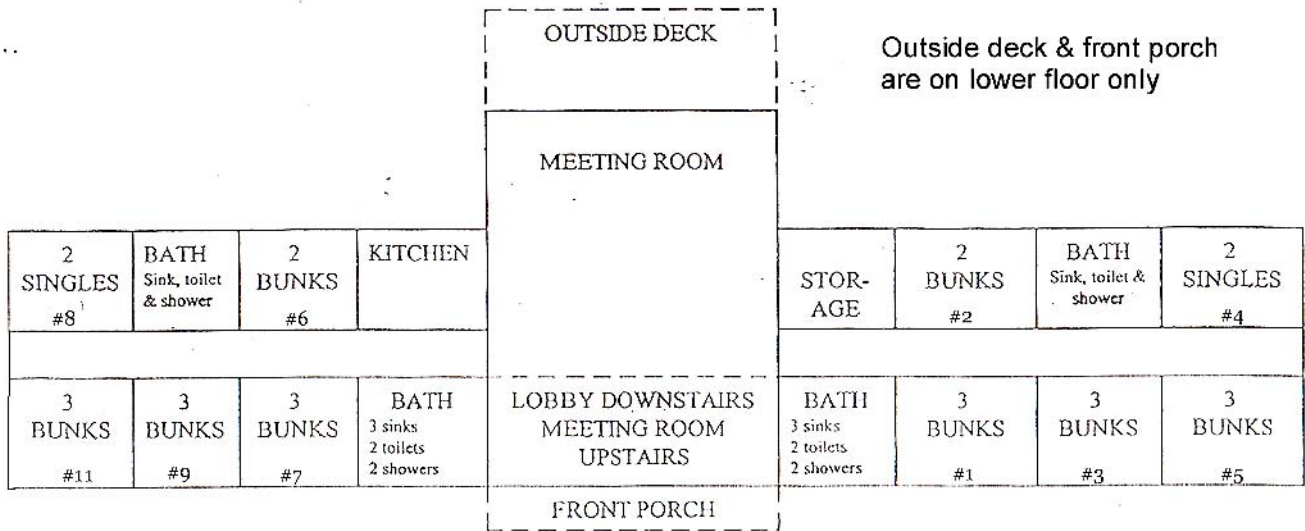 OUTSIDE DECK
Outside deck & front porch
are on lower floor only
MEETING ROOM
2
SINGLES
#8
BATH
Sink, toilet
& shower
2
BUNKS
#6
KITCHEN
STOR-
AGE
2
BUNKS
#2
BATH
Sink, toilet &
shower
2
SINGLES
#4
3
BUNKS
#11
3
BUNKS
#9
3
BUNKS
#7
BATH
3 sinks
2 toilets
2 showers
LOBBY DOWNSTAIRS
MEETING ROOM
UPSTAIRS
BATH
3 sinks
2 toilets
2 showers
3
BUNKS
#1
3
BUNKS
#3
3
BUNKS
#5
FRONT PORCH